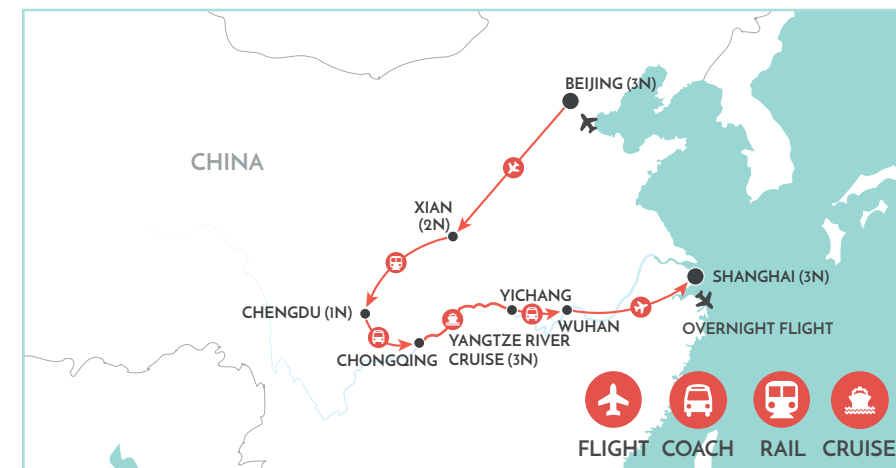 BEIJING (3N)
CHINA
XIAN
(2N)
SHANGHAI (3N)
YICHANG
CHENGDU (1N)
WUHAN
OVERNIGHT FLIGHT
CHONGQING
YANGTZE RIVER
CRUISE (3N)
FLIGHT
COACH
RAIL
CRUISE